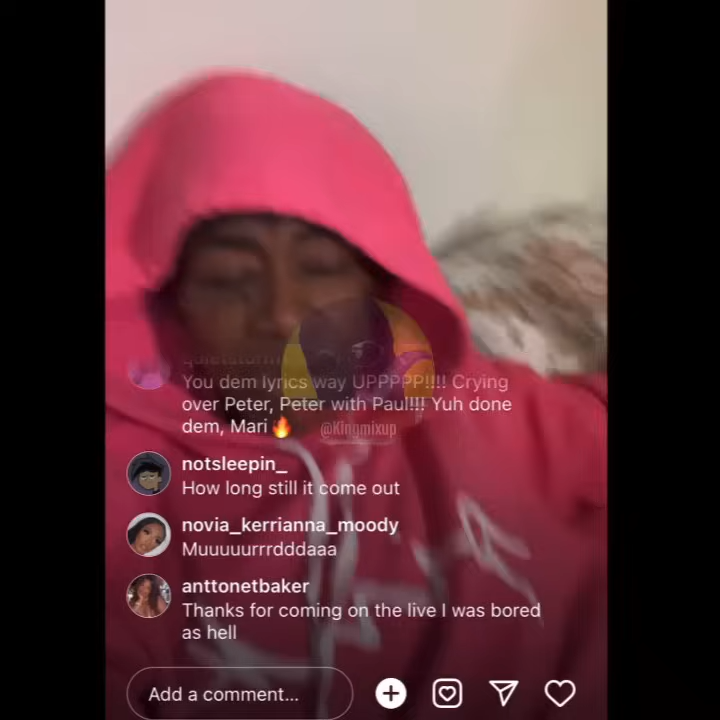 You dem lyrics way UPPPPP!!!! Crying
over Peter, Peter with Paul!!! Yuh done
dem, Mari🔥
@Kingmixup
notsleepin_
How long still it come out
novia_kerrianna_moody
Muuuuurrrdddaaa
anttonetbaker
Thanks for coming on the live I was bored
as hell
Add a comment...